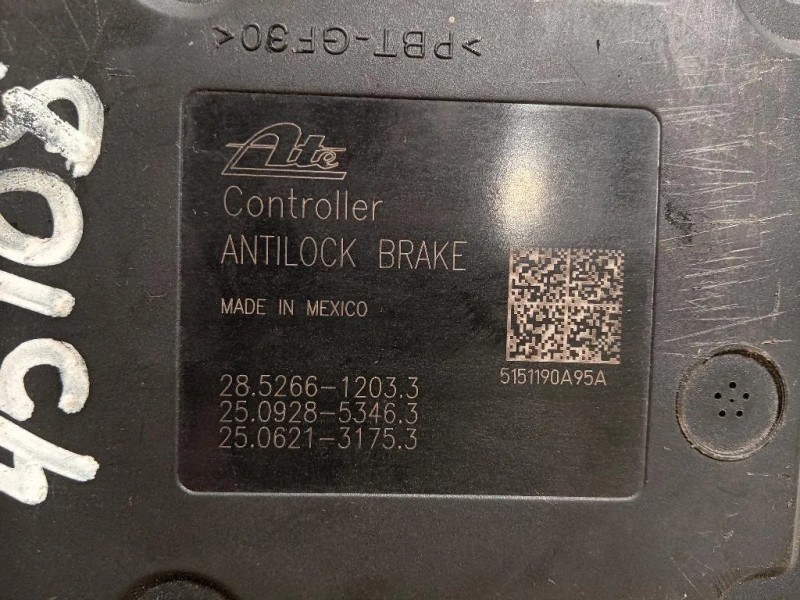 >PBT-GF30<
Ate
Controller
ANTILOCK BRAKE
MADE IN MEXICO
5151190A95A
28.5266-1203.3
25.0928-5346.3
25.0621-3175.3